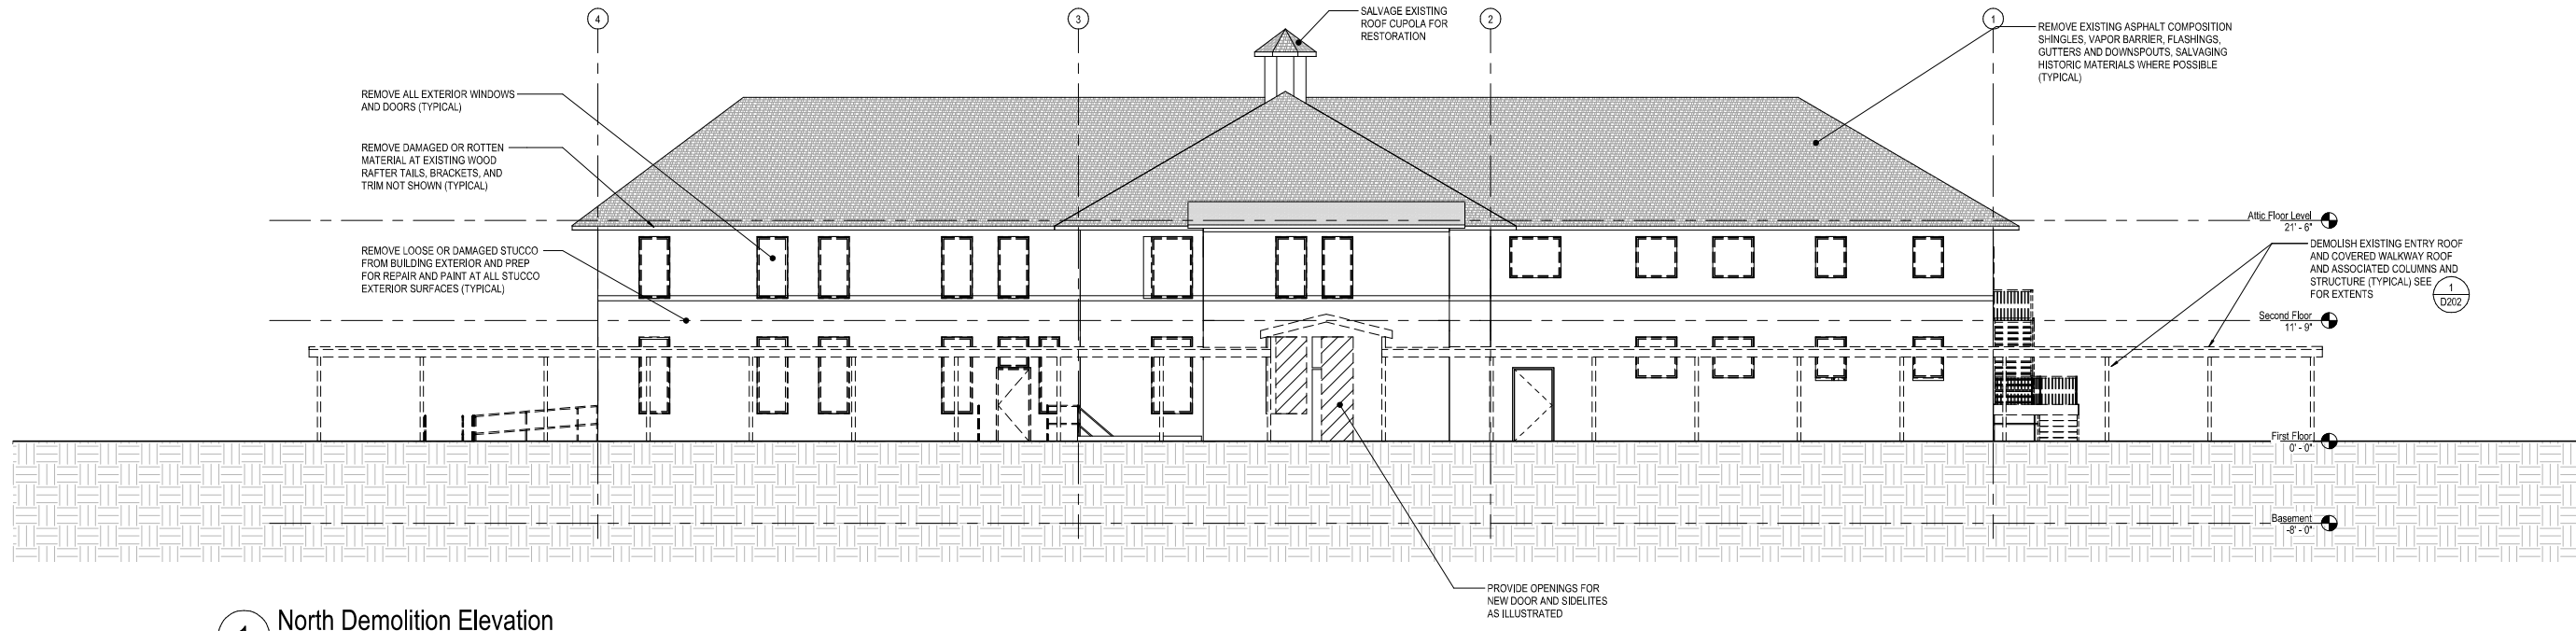 4
3
2
1
SALVAGE EXISTING
ROOF CUPOLA FOR
RESTORATION
REMOVE EXISTING ASPHALT COMPOSITION
SHINGLES, VAPOR BARRIER, FLASHINGS,
GUTTERS AND DOWNSPOUTS, SALVAGING
HISTORIC MATERIALS WHERE POSSIBLE
(TYPICAL)
REMOVE ALL EXTERIOR WINDOWS
AND DOORS (TYPICAL)
REMOVE DAMAGED OR ROTTEN
MATERIAL AT EXISTING WOOD
RAFTER TAILS, BRACKETS, AND
TRIM NOT SHOWN (TYPICAL)
REMOVE LOOSE OR DAMAGED STUCCO
FROM BUILDING EXTERIOR AND PREP
FOR REPAIR AND PAINT AT ALL STUCCO
EXTERIOR SURFACES (TYPICAL)
Attic Floor Level
21' - 6"
DEMOLISH EXISTING ENTRY ROOF
AND COVERED WALKWAY ROOF
AND ASSOCIATED COLUMNS AND
STRUCTURE (TYPICAL) SEE
FOR EXTENTS
1
D202
Second Floor
11' - 9"
First Floor
0' - 0"
Basement
-8' - 0"
PROVIDE OPENINGS FOR
NEW DOOR AND SIDELITES
AS ILLUSTRATED
North Demolition Elevation